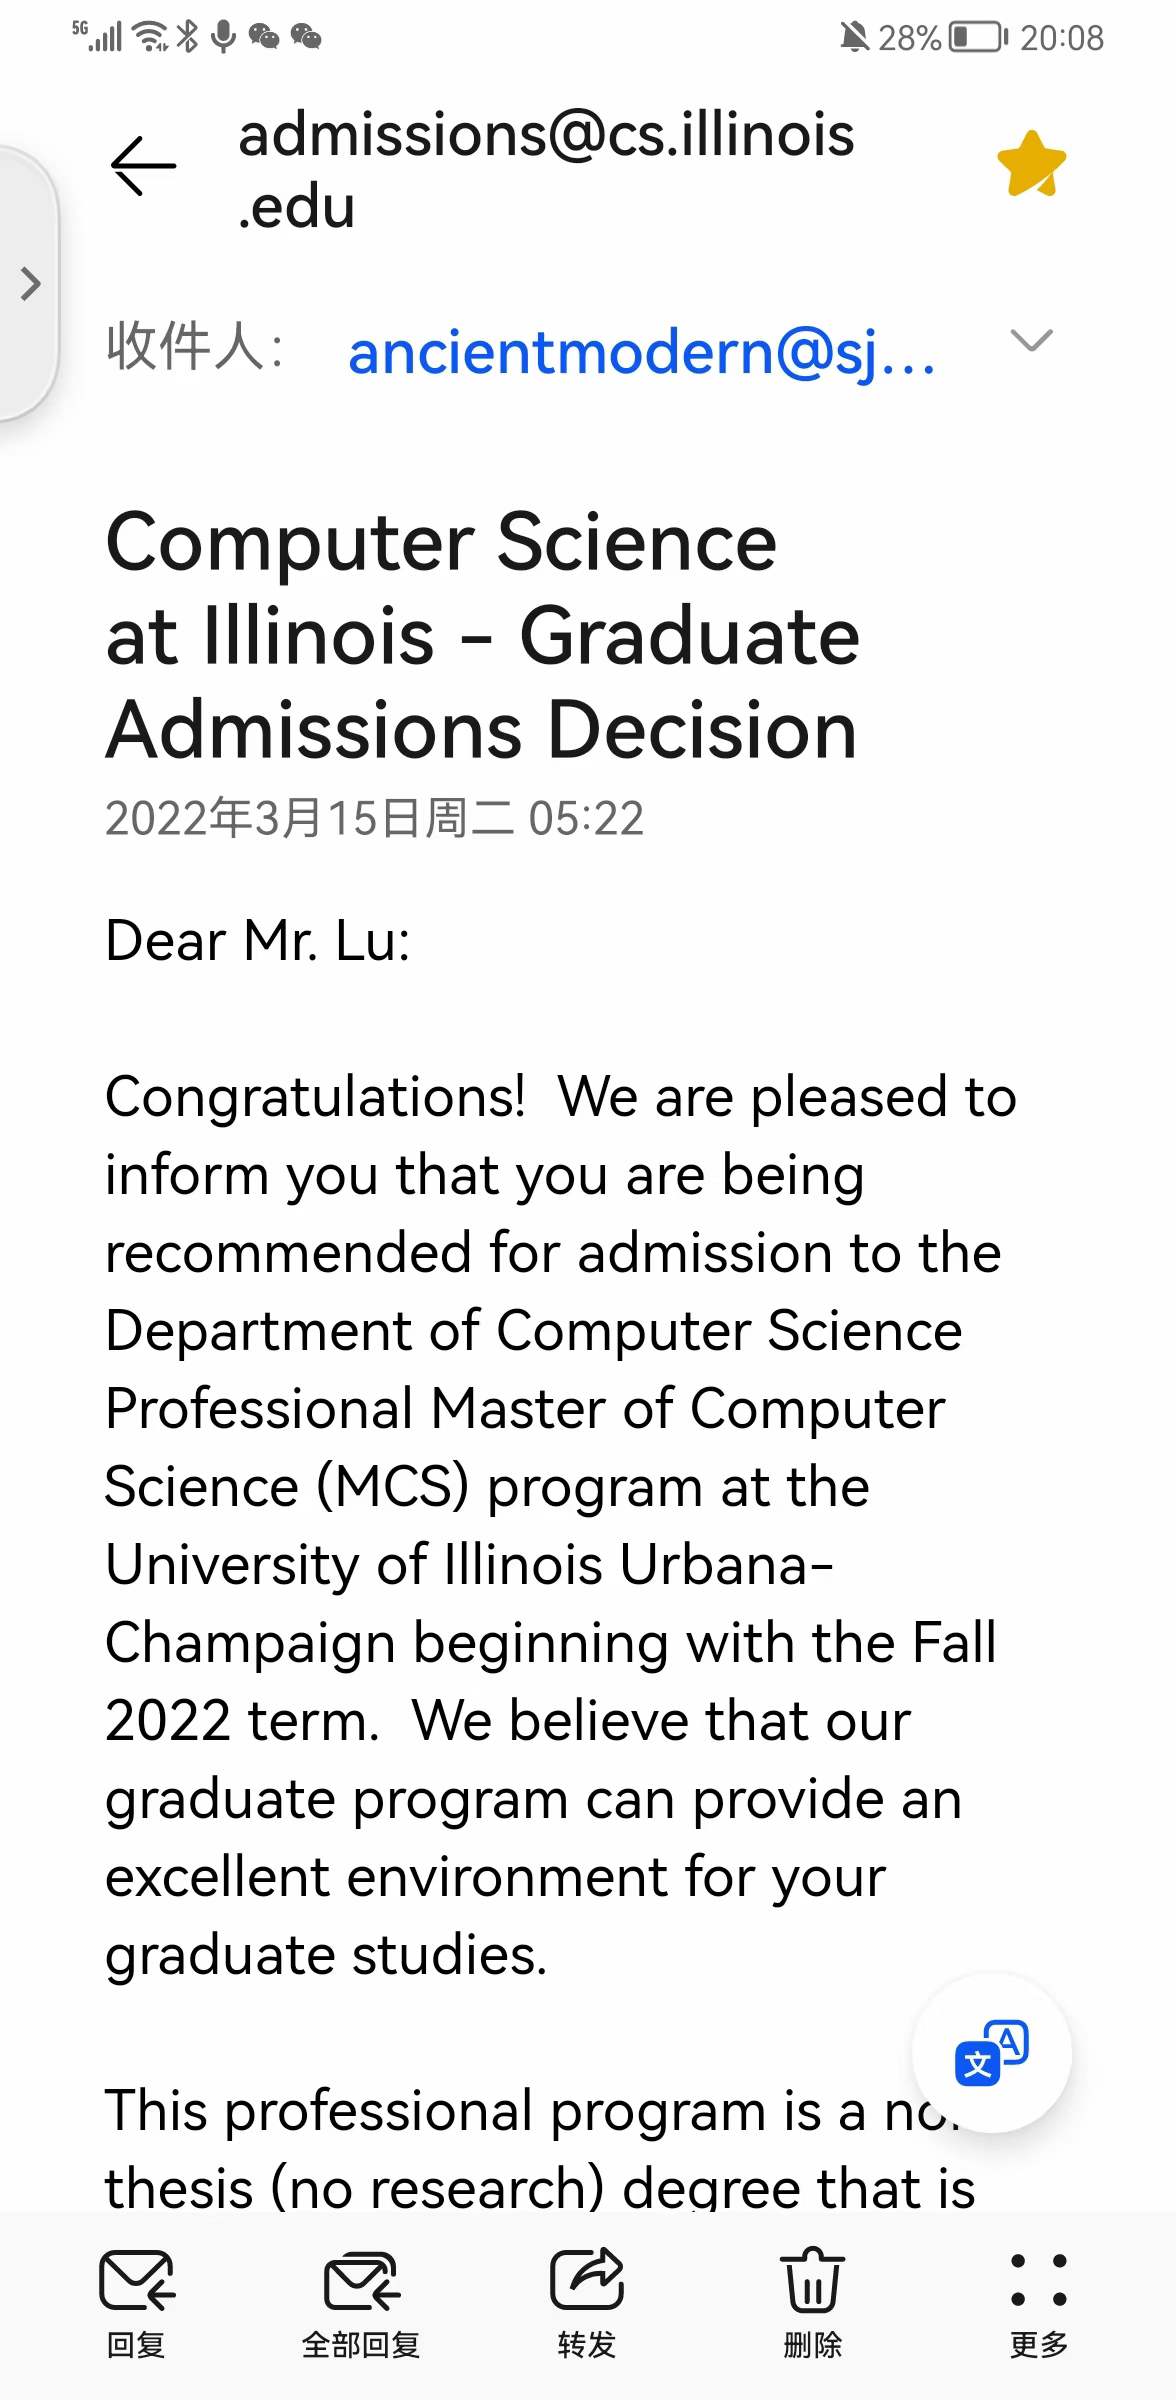 5G 28% 20:08
admissions@cs.illinois
.edu
收件人: ancientmodern@sj...
Computer Science
at Illinois - Graduate
Admissions Decision
2022年3月15日周二 05:22
Dear Mr. Lu:
Congratulations!  We are pleased to
inform you that you are being
recommended for admission to the
Department of Computer Science
Professional Master of Computer
Science (MCS) program at the
University of Illinois Urbana-
Champaign beginning with the Fall
2022 term.  We believe that our
graduate program can provide an
excellent environment for your
graduate studies.
This professional program is a
thesis (no research) degree that is
文 A
回复 全部回复 转发 删除 更多